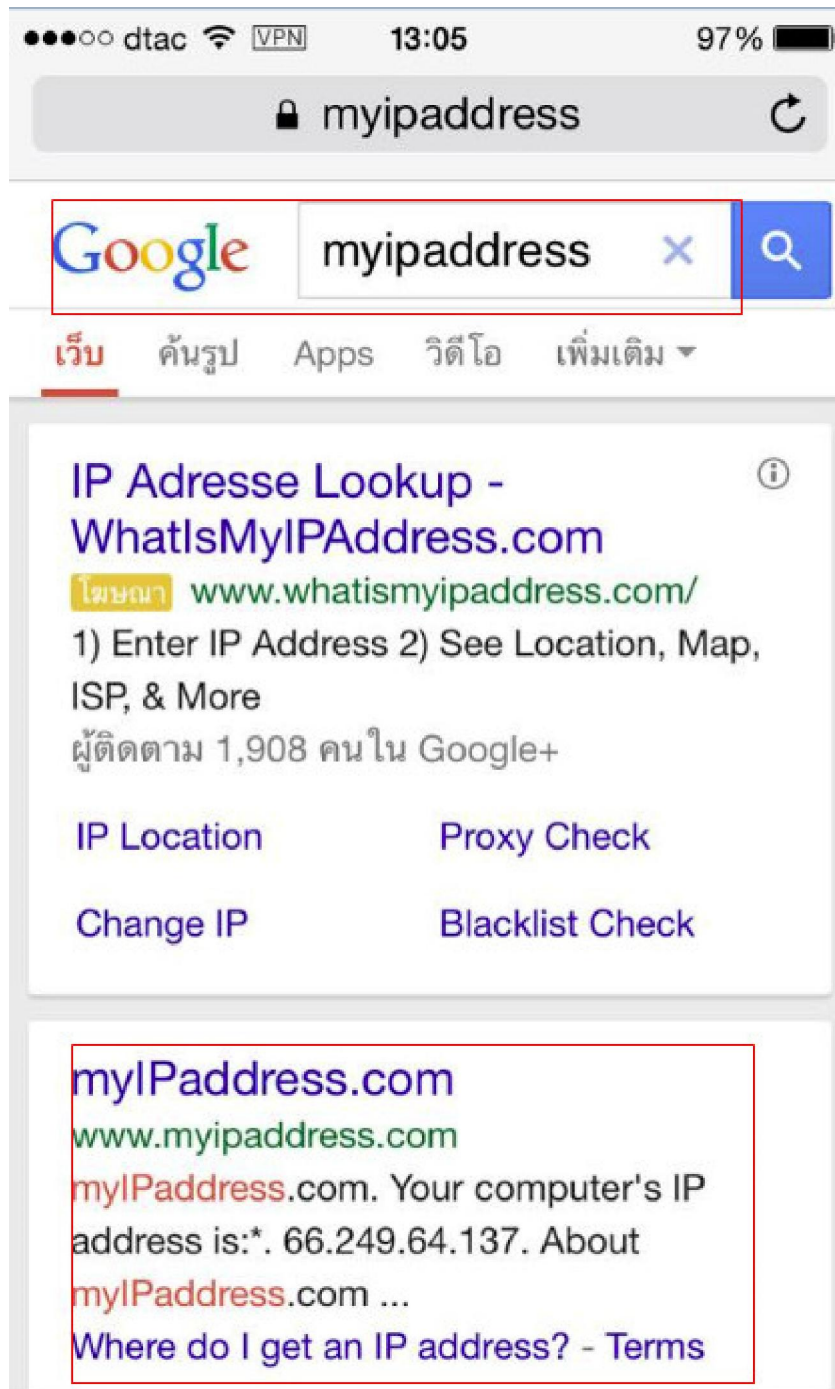 dtac VPN 13:05 97%
myipaddress
Google myipaddress
เว็บ ค้นรูป Apps วิดีโอ เพิ่มเติม
IP Adresse Lookup -
WhatIsMyIPAddress.com
โฆษณา www.whatismyipaddress.com/
1) Enter IP Address 2) See Location, Map,
ISP, & More
ผู้ติดตาม 1,908 คนใน Google+
IP Location Proxy Check
Change IP Blacklist Check
myIPaddress.com
www.myipaddress.com
myIPaddress.com. Your computer's IP
address is:*. 66.249.64.137. About
myIPaddress.com ...
Where do I get an IP address? - Terms